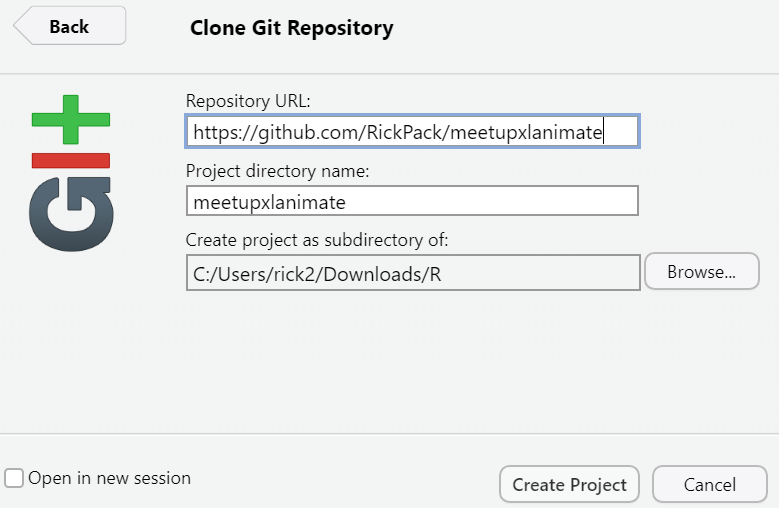 Back
Clone Git Repository
Repository URL:
https://github.com/RickPack/meetupxlanimate
Project directory name:
meetupxlanimate
Create project as subdirectory of:
C:/Users/rick2/Downloads/R
Browse...
GIt
Open in new session
Create Project
Cancel